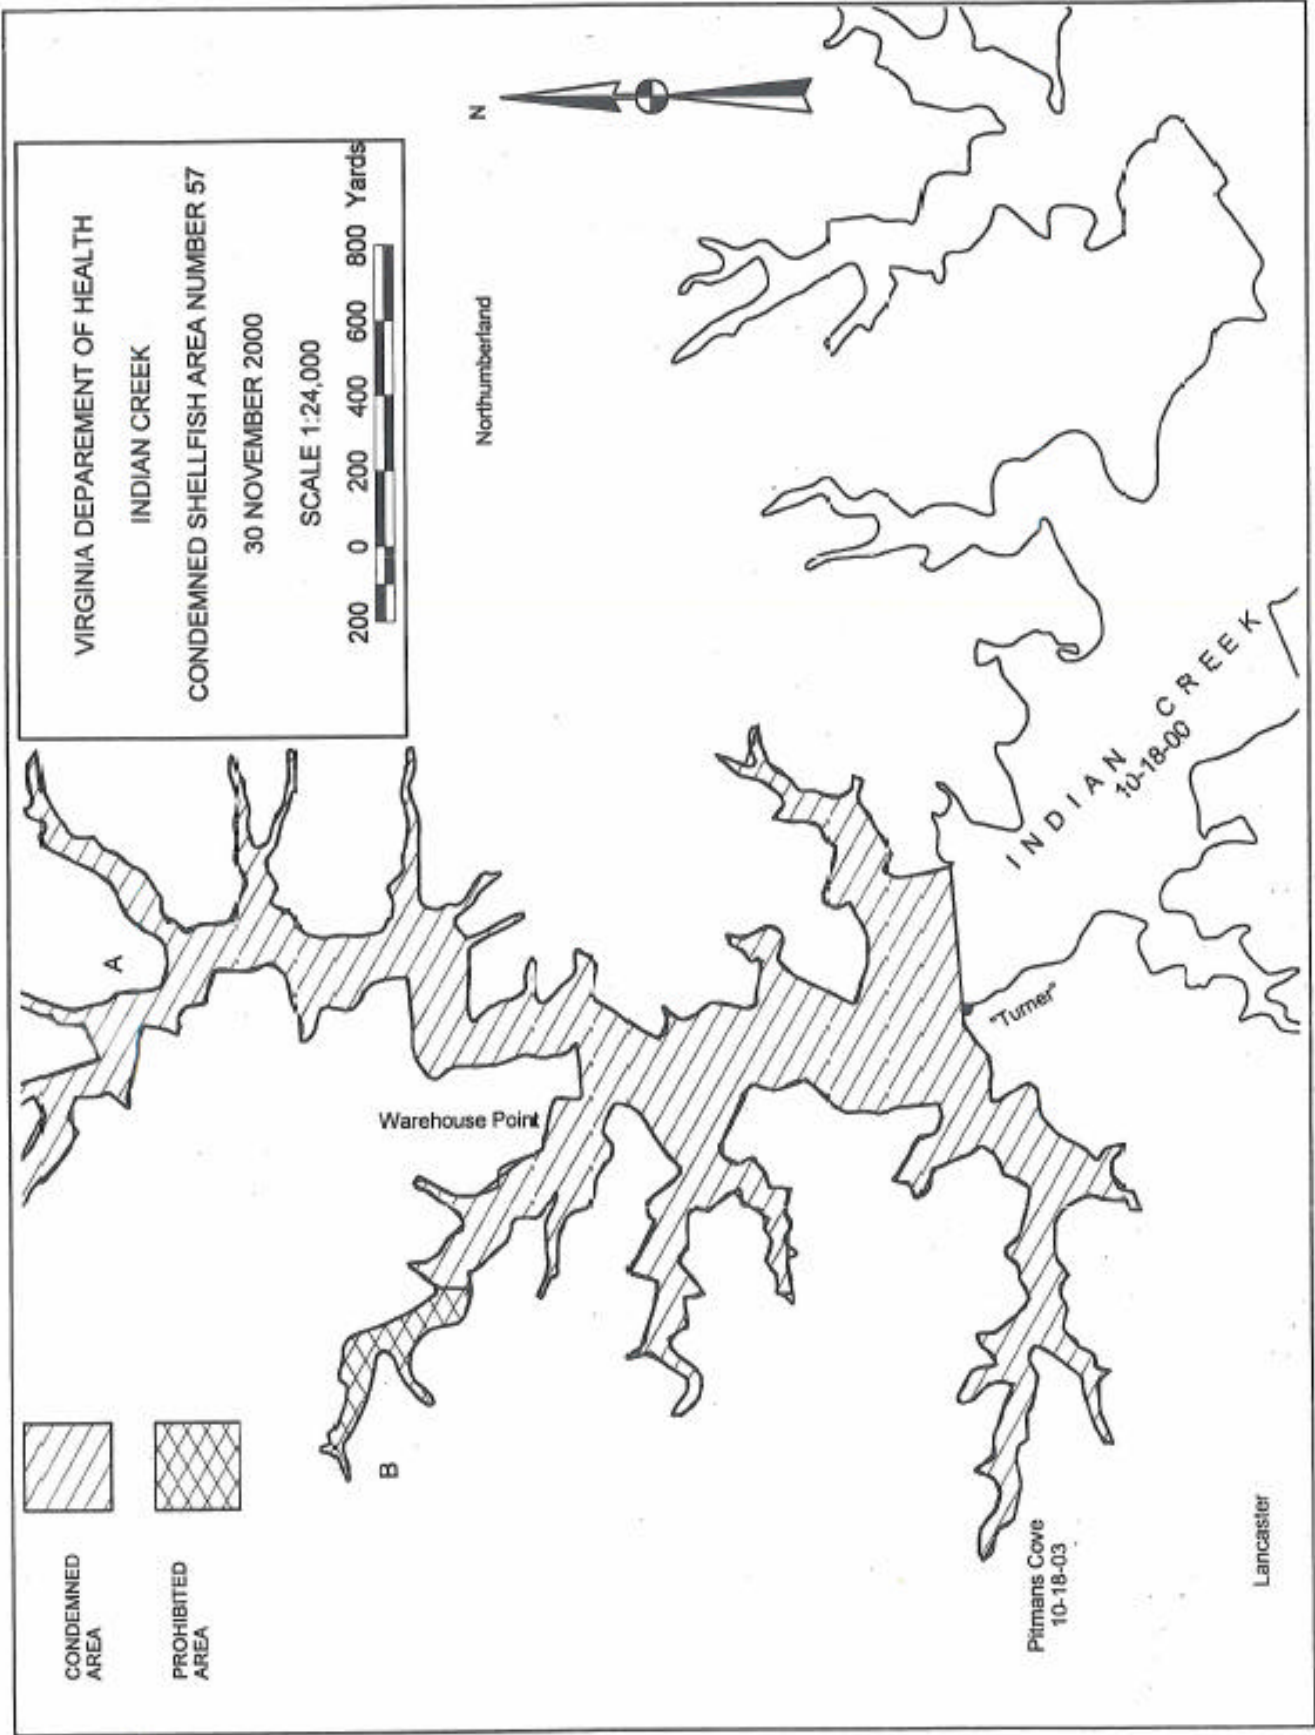 VIRGINIA DEPAREMENT OF HEALTH
INDIAN CREEK
CONDEMNED SHELLFISH AREA NUMBER 57
30 NOVEMBER 2000
SCALE 1:24,000
200 0 200 400 600 800 Yards
CONDEMNED
AREA
PROHIBITED
AREA
N
Northumberland
A
B
Warehouse Point
"Turner"
INDIAN CREEK
10-18-00
Pitmans Cove
10-18-03
Lancaster